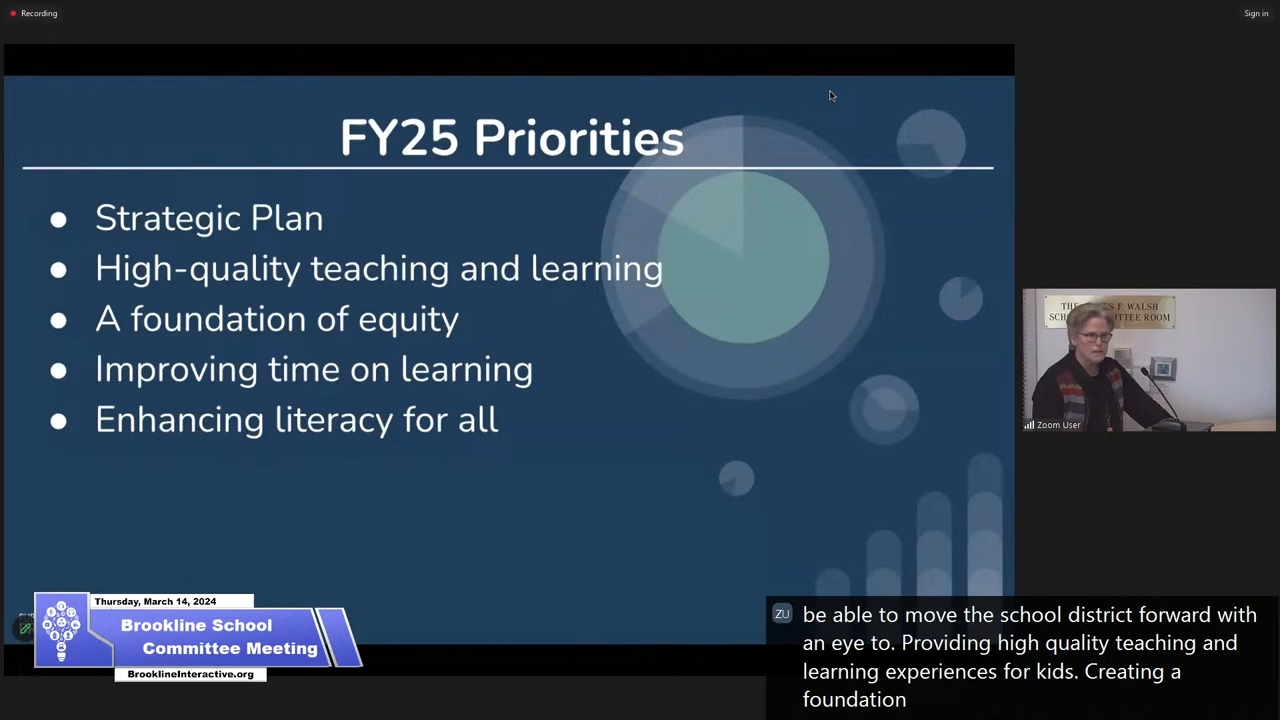 Recording
Sign in
FY25 Priorities
● Strategic Plan
● High-quality teaching and learning
● A foundation of equity
● Improving time on learning
● Enhancing literacy for all
WALSH
ROOM
Zoom User
Thursday, March 14, 2024
Brookline School
Committee Meeting
BrooklineInteractive.org
ZU
be able to move the school district forward with
an eye to. Providing high quality teaching and
learning experiences for kids. Creating a
foundation